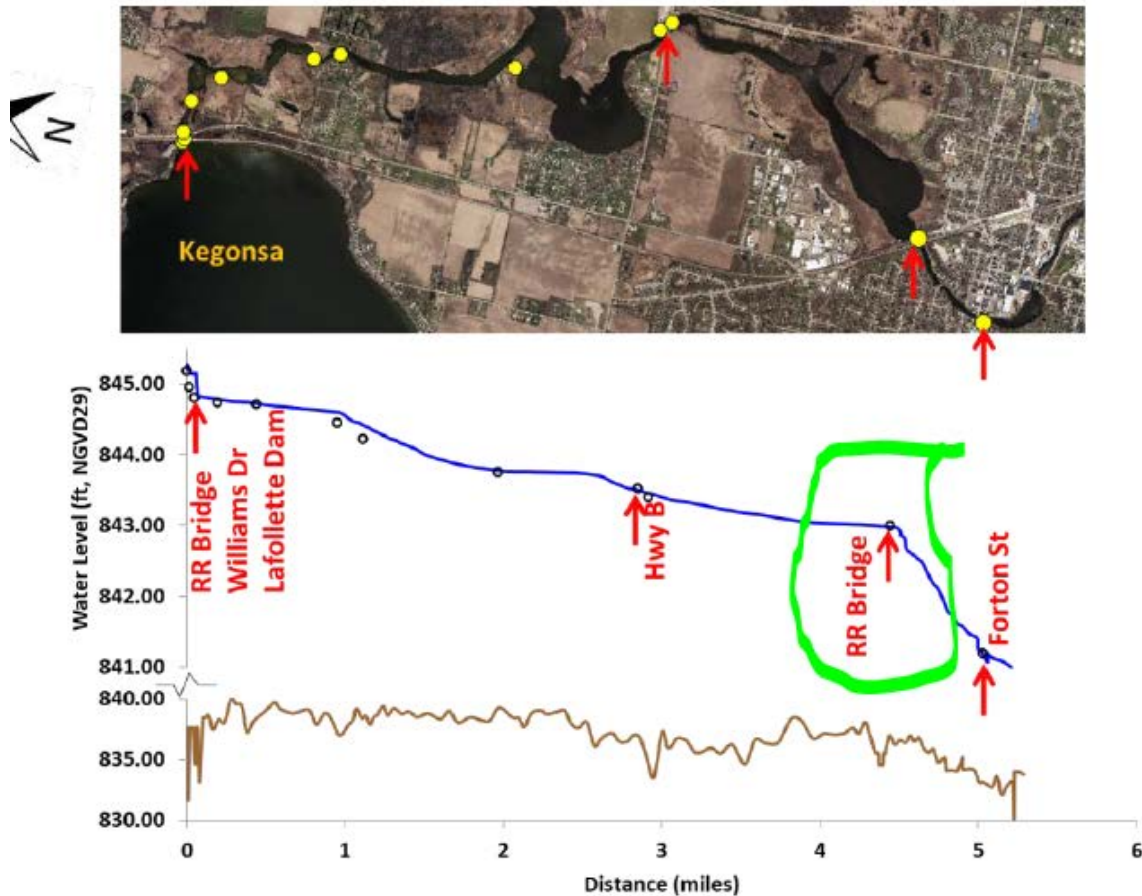 N
Kegonsa
Water Level (ft, NGVD29)
845.00
844.00
843.00
842.00
841.00
840.00
835.00
830.00
RR Bridge
Williams Dr
Lafollette Dam
Hwy B
RR Bridge
Forton St
0 1 2 3 4 5 6
Distance (miles)